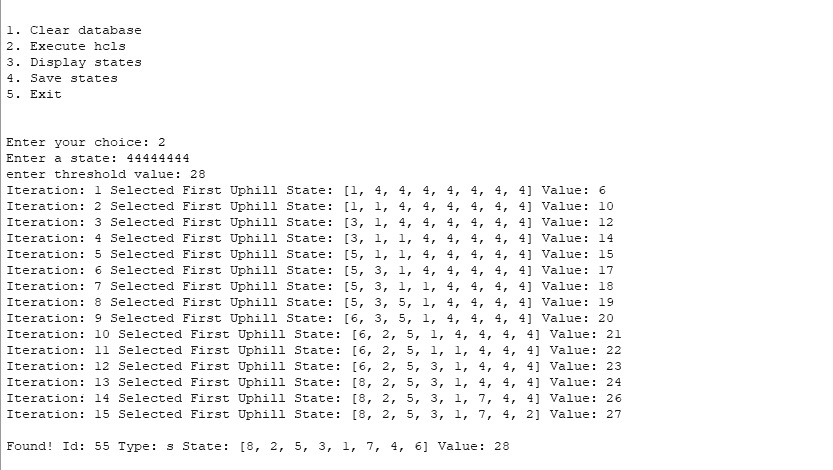 1. Clear database
2. Execute hcls
3. Display states
4. Save states
5. Exit
Enter your choice: 2
Enter a state: 44444444
enter threshold value: 28
Iteration: 1 Selected First Uphill State: [1, 4, 4, 4, 4, 4, 4, 4] Value: 6
Iteration: 2 Selected First Uphill State: [1, 1, 4, 4, 4, 4, 4, 4] Value: 10
Iteration: 3 Selected First Uphill State: [3, 1, 4, 4, 4, 4, 4, 4] Value: 12
Iteration: 4 Selected First Uphill State: [3, 1, 1, 4, 4, 4, 4, 4] Value: 14
Iteration: 5 Selected First Uphill State: [5, 1, 1, 4, 4, 4, 4, 4] Value: 15
Iteration: 6 Selected First Uphill State: [5, 3, 1, 4, 4, 4, 4, 4] Value: 17
Iteration: 7 Selected First Uphill State: [5, 3, 1, 1, 4, 4, 4, 4] Value: 18
Iteration: 8 Selected First Uphill State: [5, 3, 5, 1, 4, 4, 4, 4] Value: 19
Iteration: 9 Selected First Uphill State: [6, 3, 5, 1, 4, 4, 4, 4] Value: 20
Iteration: 10 Selected First Uphill State: [6, 2, 5, 1, 4, 4, 4, 4] Value: 21
Iteration: 11 Selected First Uphill State: [6, 2, 5, 1, 1, 4, 4, 4] Value: 22
Iteration: 12 Selected First Uphill State: [6, 2, 5, 3, 1, 4, 4, 4] Value: 23
Iteration: 13 Selected First Uphill State: [8, 2, 5, 3, 1, 4, 4, 4] Value: 24
Iteration: 14 Selected First Uphill State: [8, 2, 5, 3, 1, 7, 4, 4] Value: 26
Iteration: 15 Selected First Uphill State: [8, 2, 5, 3, 1, 7, 4, 2] Value: 27
Found! Id: 55 Type: s State: [8, 2, 5, 3, 1, 7, 4, 6] Value: 28